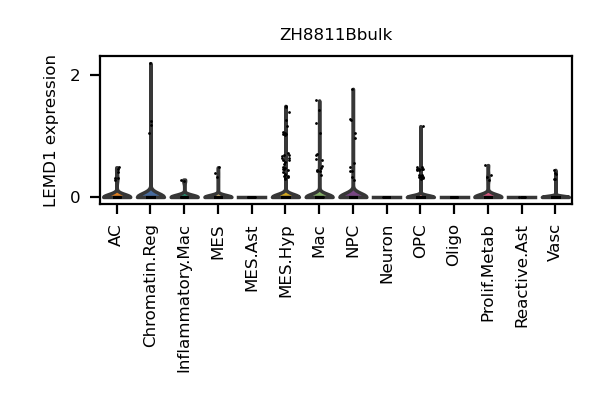 ZH8811Bbulk
LEMD1 expression
2
0
AC
Chromatin.Reg
Inflammatory.Mac
MES
MES.Ast
MES.Hyp
Mac
NPC
Neuron
OPC
Oligo
Prolif.Metab
Reactive.Ast
Vasc